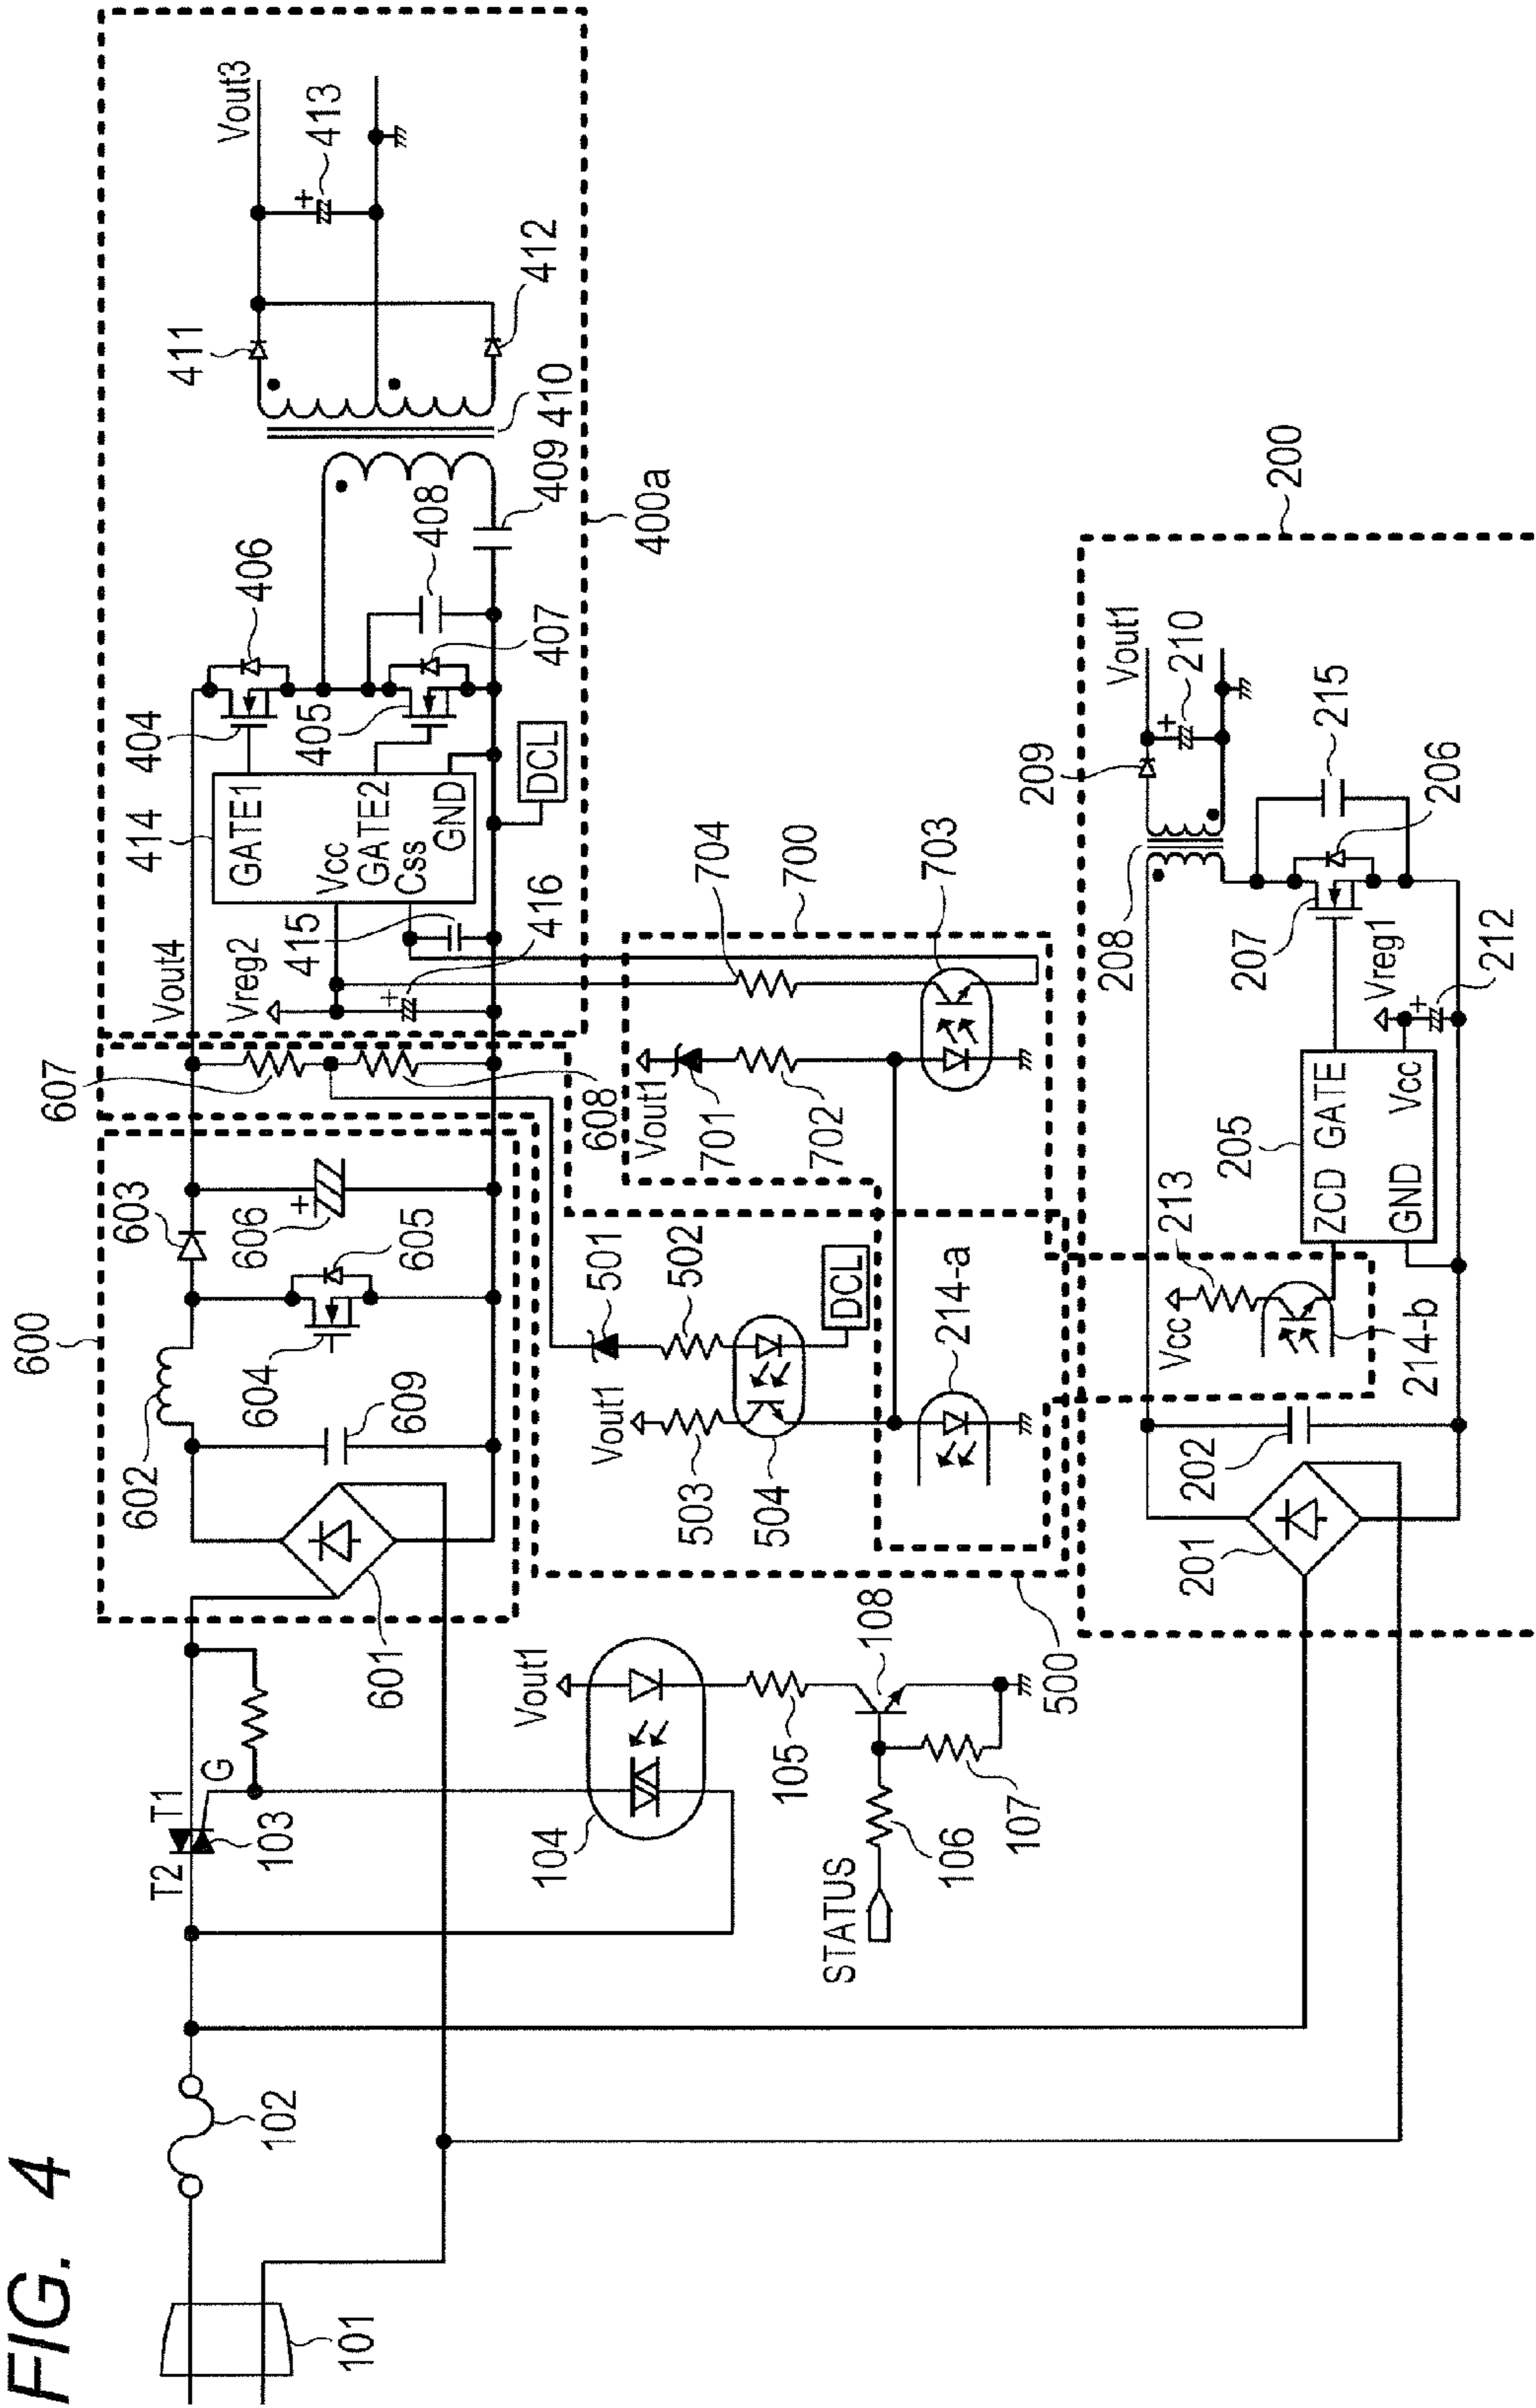 FIG. 4
101
102
T2
T1
G
103
104
Vout1
105
108
106
107
STATUS
500
600
601
602
609
604
605
603
606
607
608
Vout4
Vreg2
415
416
414
GATE1
Vcc
GATE2
Css
GND
DCL
404
405
406
407
408
409
410
400a
411
412
413
Vout3
Vout1
503
504
501
502
DCL
214-a
Vout1
701
702
704
700
703
200
201
202
Vcc
213
214-b
205
ZCD
GATE
GND
Vcc
Vreg1
212
207
206
215
208
209
Vout1
210